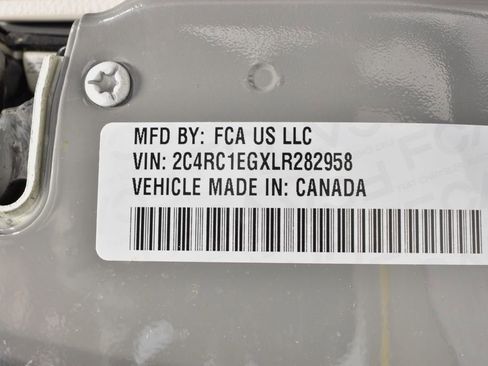 MFD BY: FCA US LLC
VIN: 2C4RC1EGXLR282958
VEHICLE MADE IN: CANADA